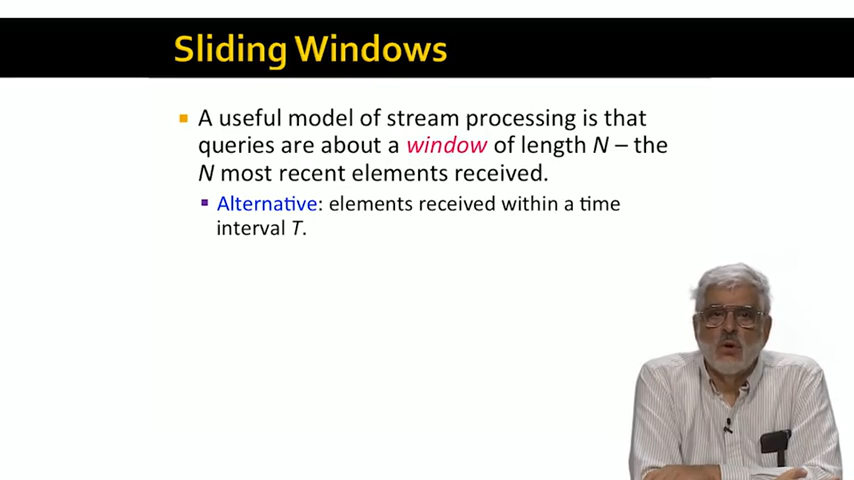 Sliding Windows
A useful model of stream processing is that
queries are about a window of length N – the
N most recent elements received.
Alternative: elements received within a time
interval T.